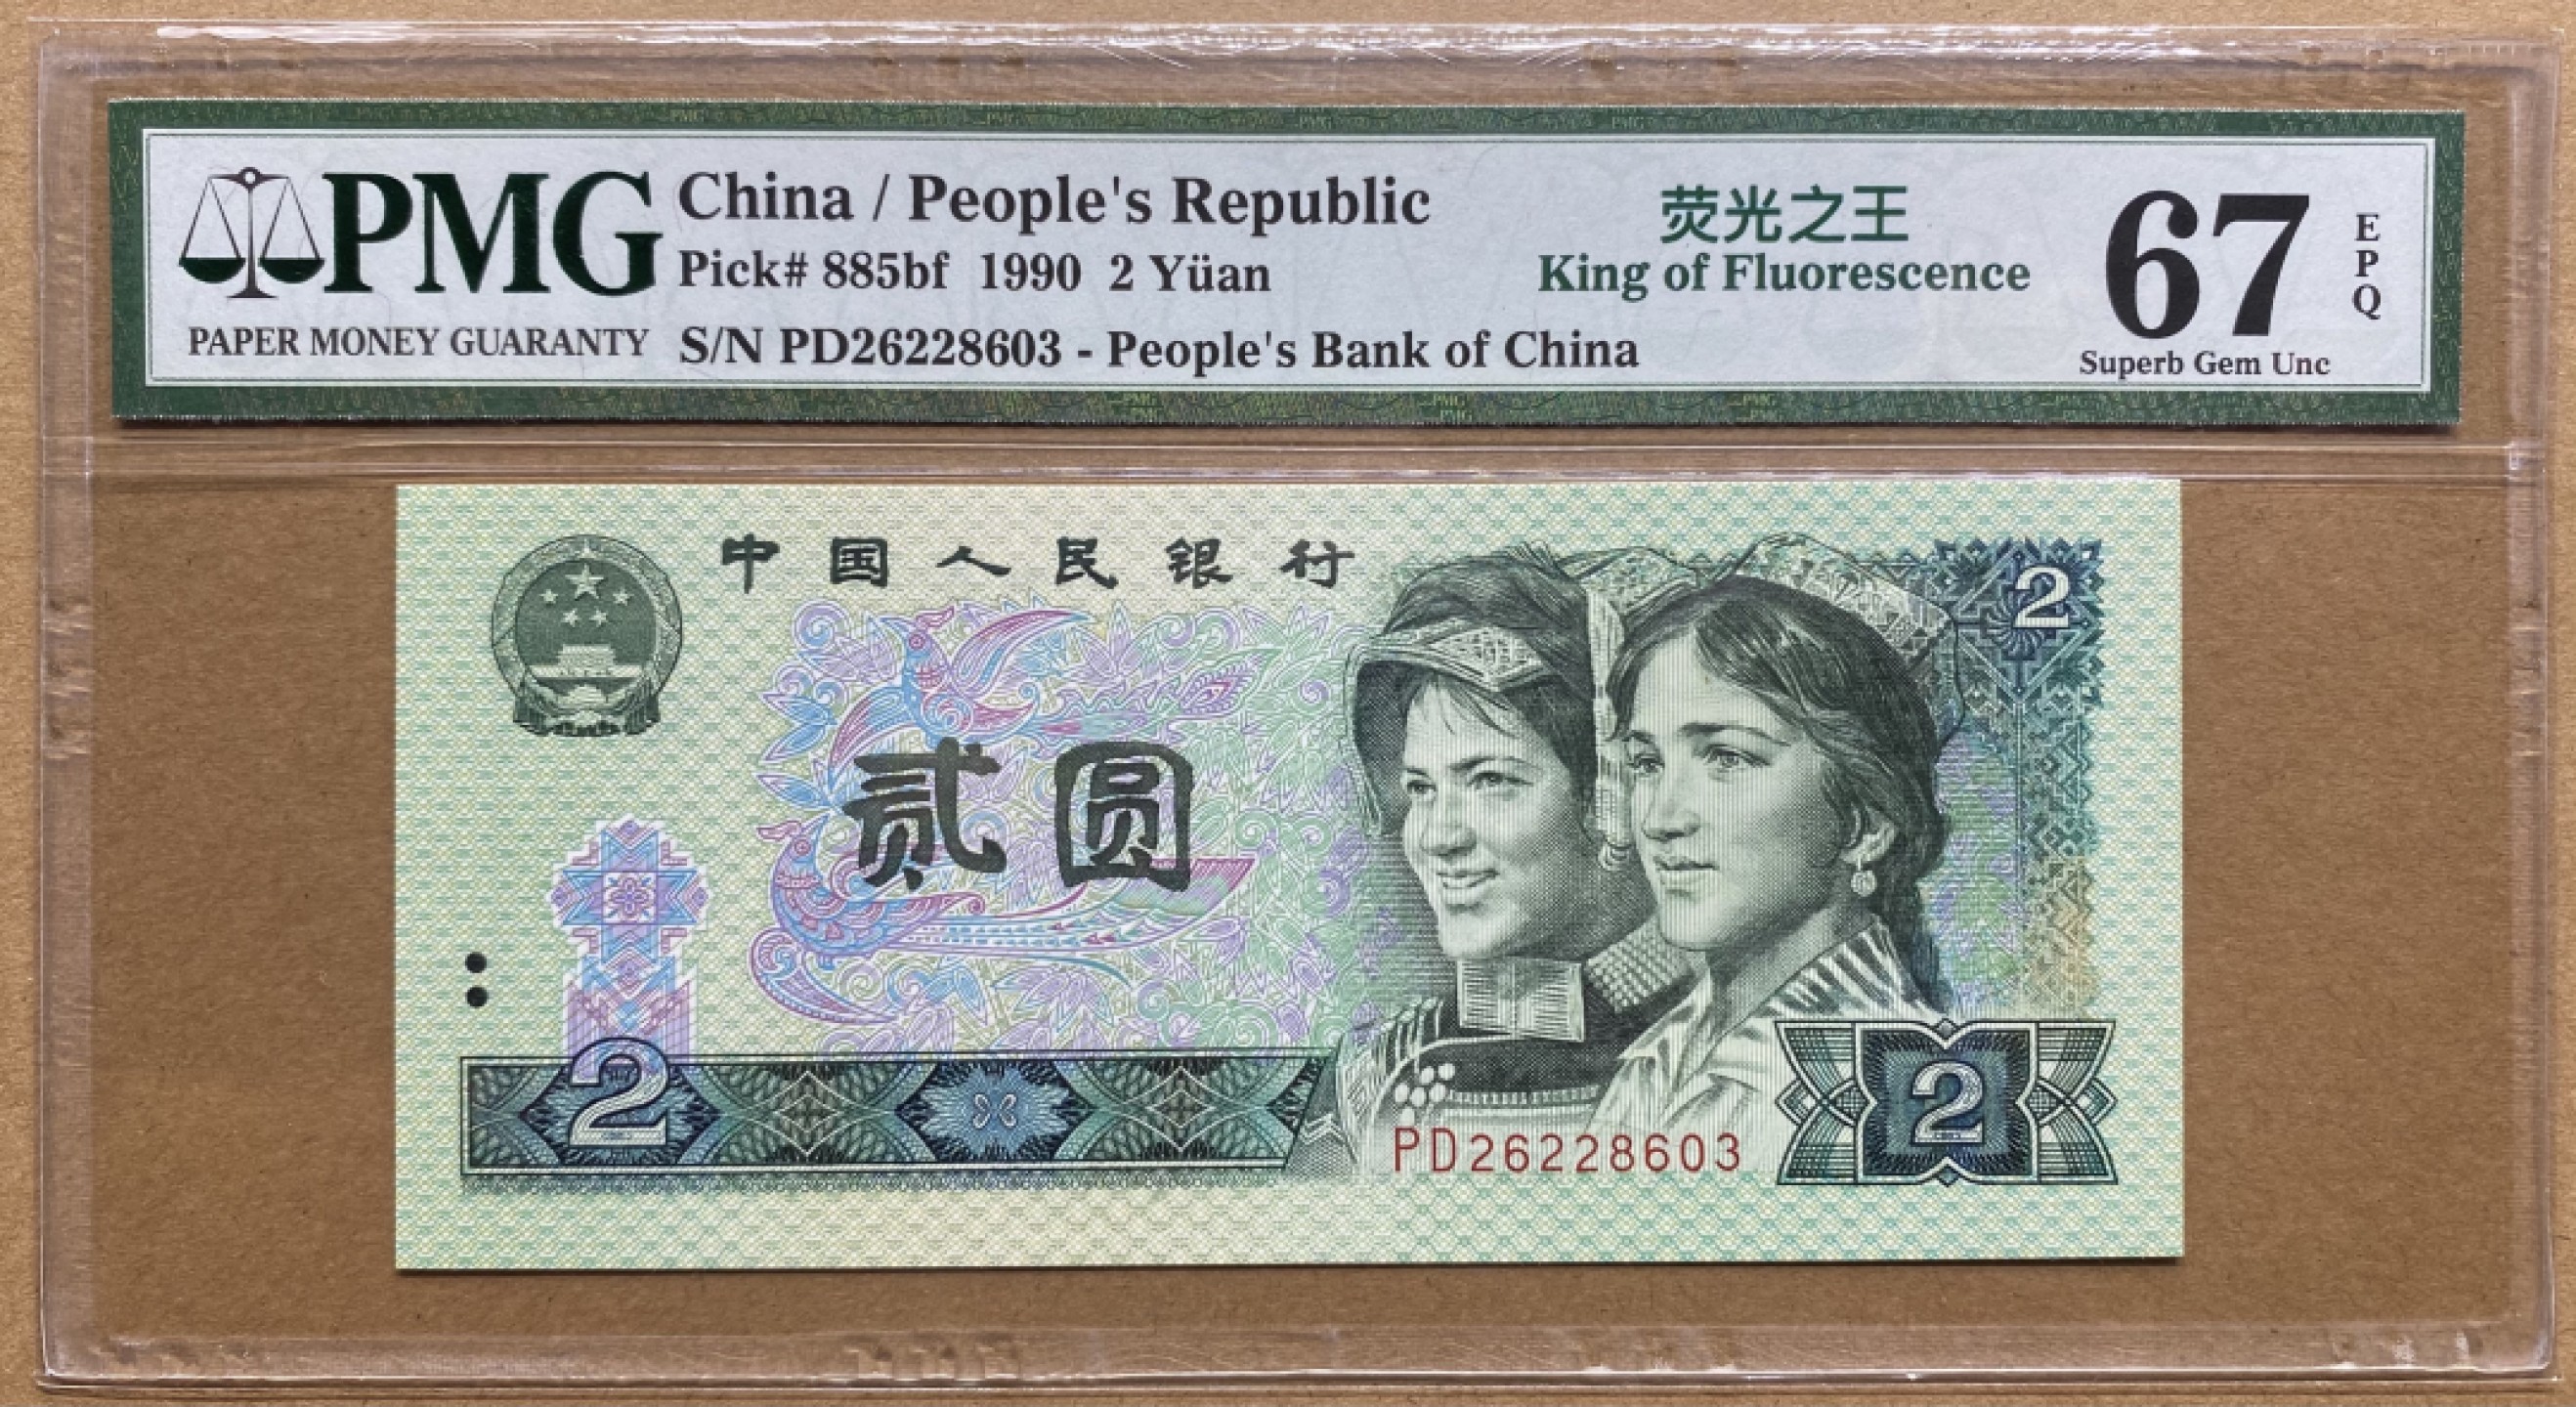 PMG
PAPER MONEY GUARANTY
China / People's Republic
Pick# 885bf 1990 2 Yüan
S/N PD26228603 - People's Bank of China
荧光之王
King of Fluorescence
67
EPQ
Superb Gem Unc
中国人民银行
2
贰圆
2
PD26228603
2